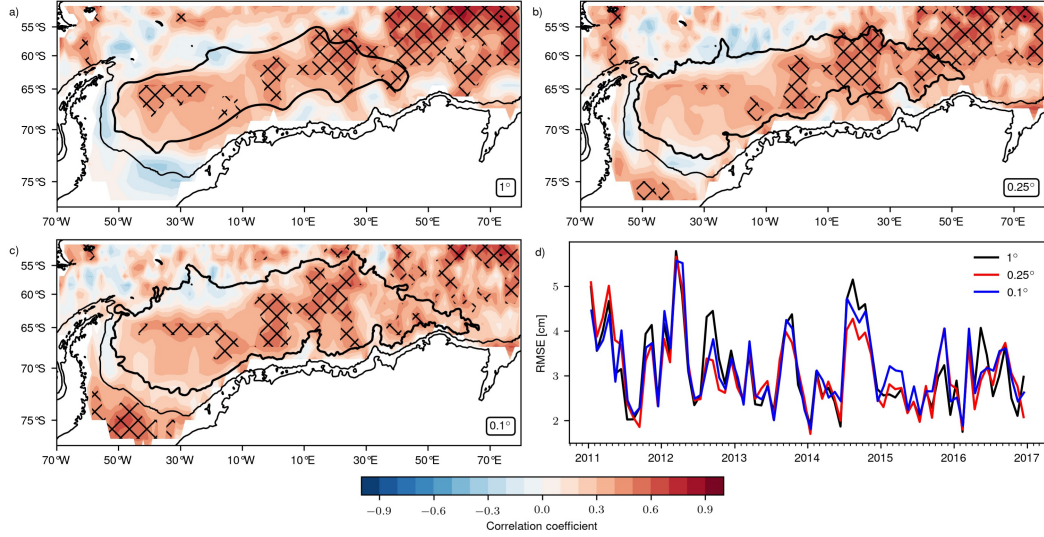 a)
b)
55°S
60°S
65°S
70°S
75°S
1°
70°W 50°W 30°W 10°W 10°E 30°E 50°E 70°E
55°S
60°S
65°S
70°S
75°S
0.25°
70°W 50°W 30°W 10°W 10°E 30°E 50°E 70°E
c)
55°S
60°S
65°S
70°S
75°S
0.1°
70°W 50°W 30°W 10°W 10°E 30°E 50°E 70°E
d)
1°
0.25°
0.1°
RMSE [cm]
5
4
3
2
2011 2012 2013 2014 2015 2016 2017
−0.9 −0.6 −0.3 0.0 0.3 0.6 0.9
Correlation coefficient